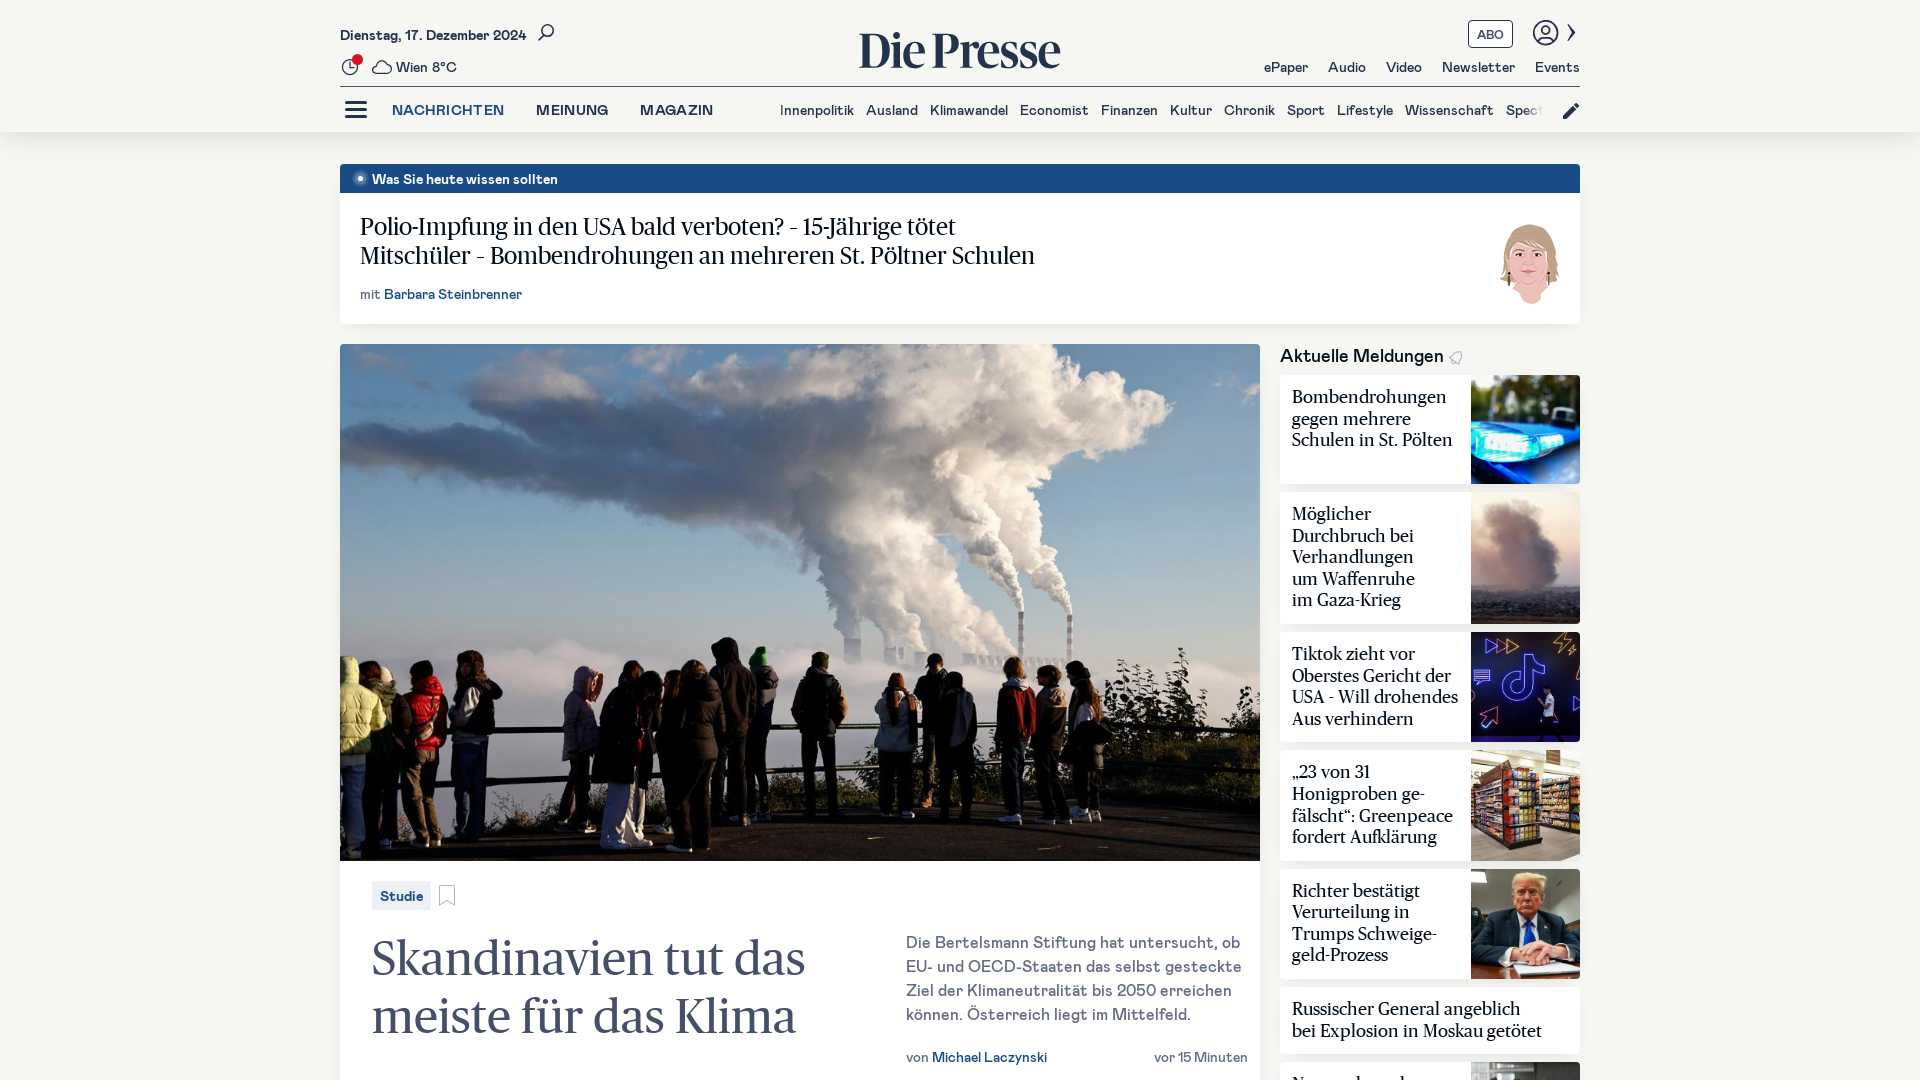 Dienstag, 17. Dezember 2024
Wien 8°C
Die Presse
ABO
ePaper Audio Video Newsletter Events
NACHRICHTEN MEINUNG MAGAZIN
Innenpolitik Ausland Klimawandel Economist Finanzen Kultur Chronik Sport Lifestyle Wissenschaft
Was Sie heute wissen sollten
Polio-Impfung in den USA bald verboten? – 15-Jährige tötet
Mitschüler – Bombendrohungen an mehreren St. Pöltner Schulen
mit Barbara Steinbrenner
Studie
Skandinavien tut das
meiste für das Klima
Die Bertelsmann Stiftung hat untersucht, ob
EU- und OECD-Staaten das selbst gesteckte
Ziel der Klimaneutralität bis 2050 erreichen
können. Österreich liegt im Mittelfeld.
von Michael Laczynski
vor 15 Minuten
Aktuelle Meldungen
Bombendrohungen
gegen mehrere
Schulen in St. Pölten
Möglicher
Durchbruch bei
Verhandlungen
um Waffenruhe
im Gaza-Krieg
Tiktok zieht vor
Oberstes Gericht der
USA - Will drohendes
Aus verhindern
„23 von 31
Honigproben ge-
fälscht“: Greenpeace
fordert Aufklärung
Richter bestätigt
Verurteilung in
Trumps Schweige-
geld-Prozess
Russischer General angeblich
bei Explosion in Moskau getötet